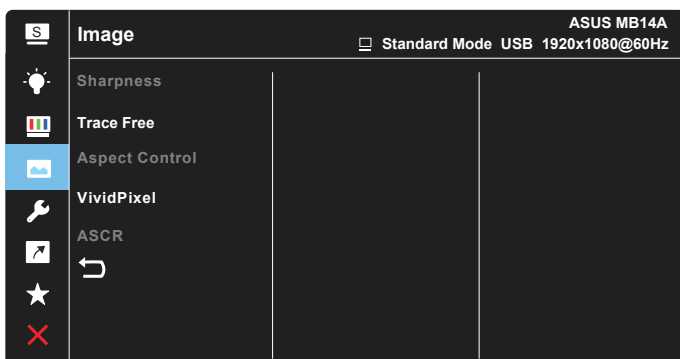 S
Image
ASUS MB14A
Standard Mode USB 1920x1080@60Hz
Sharpness
Trace Free
Aspect Control
VividPixel
ASCR